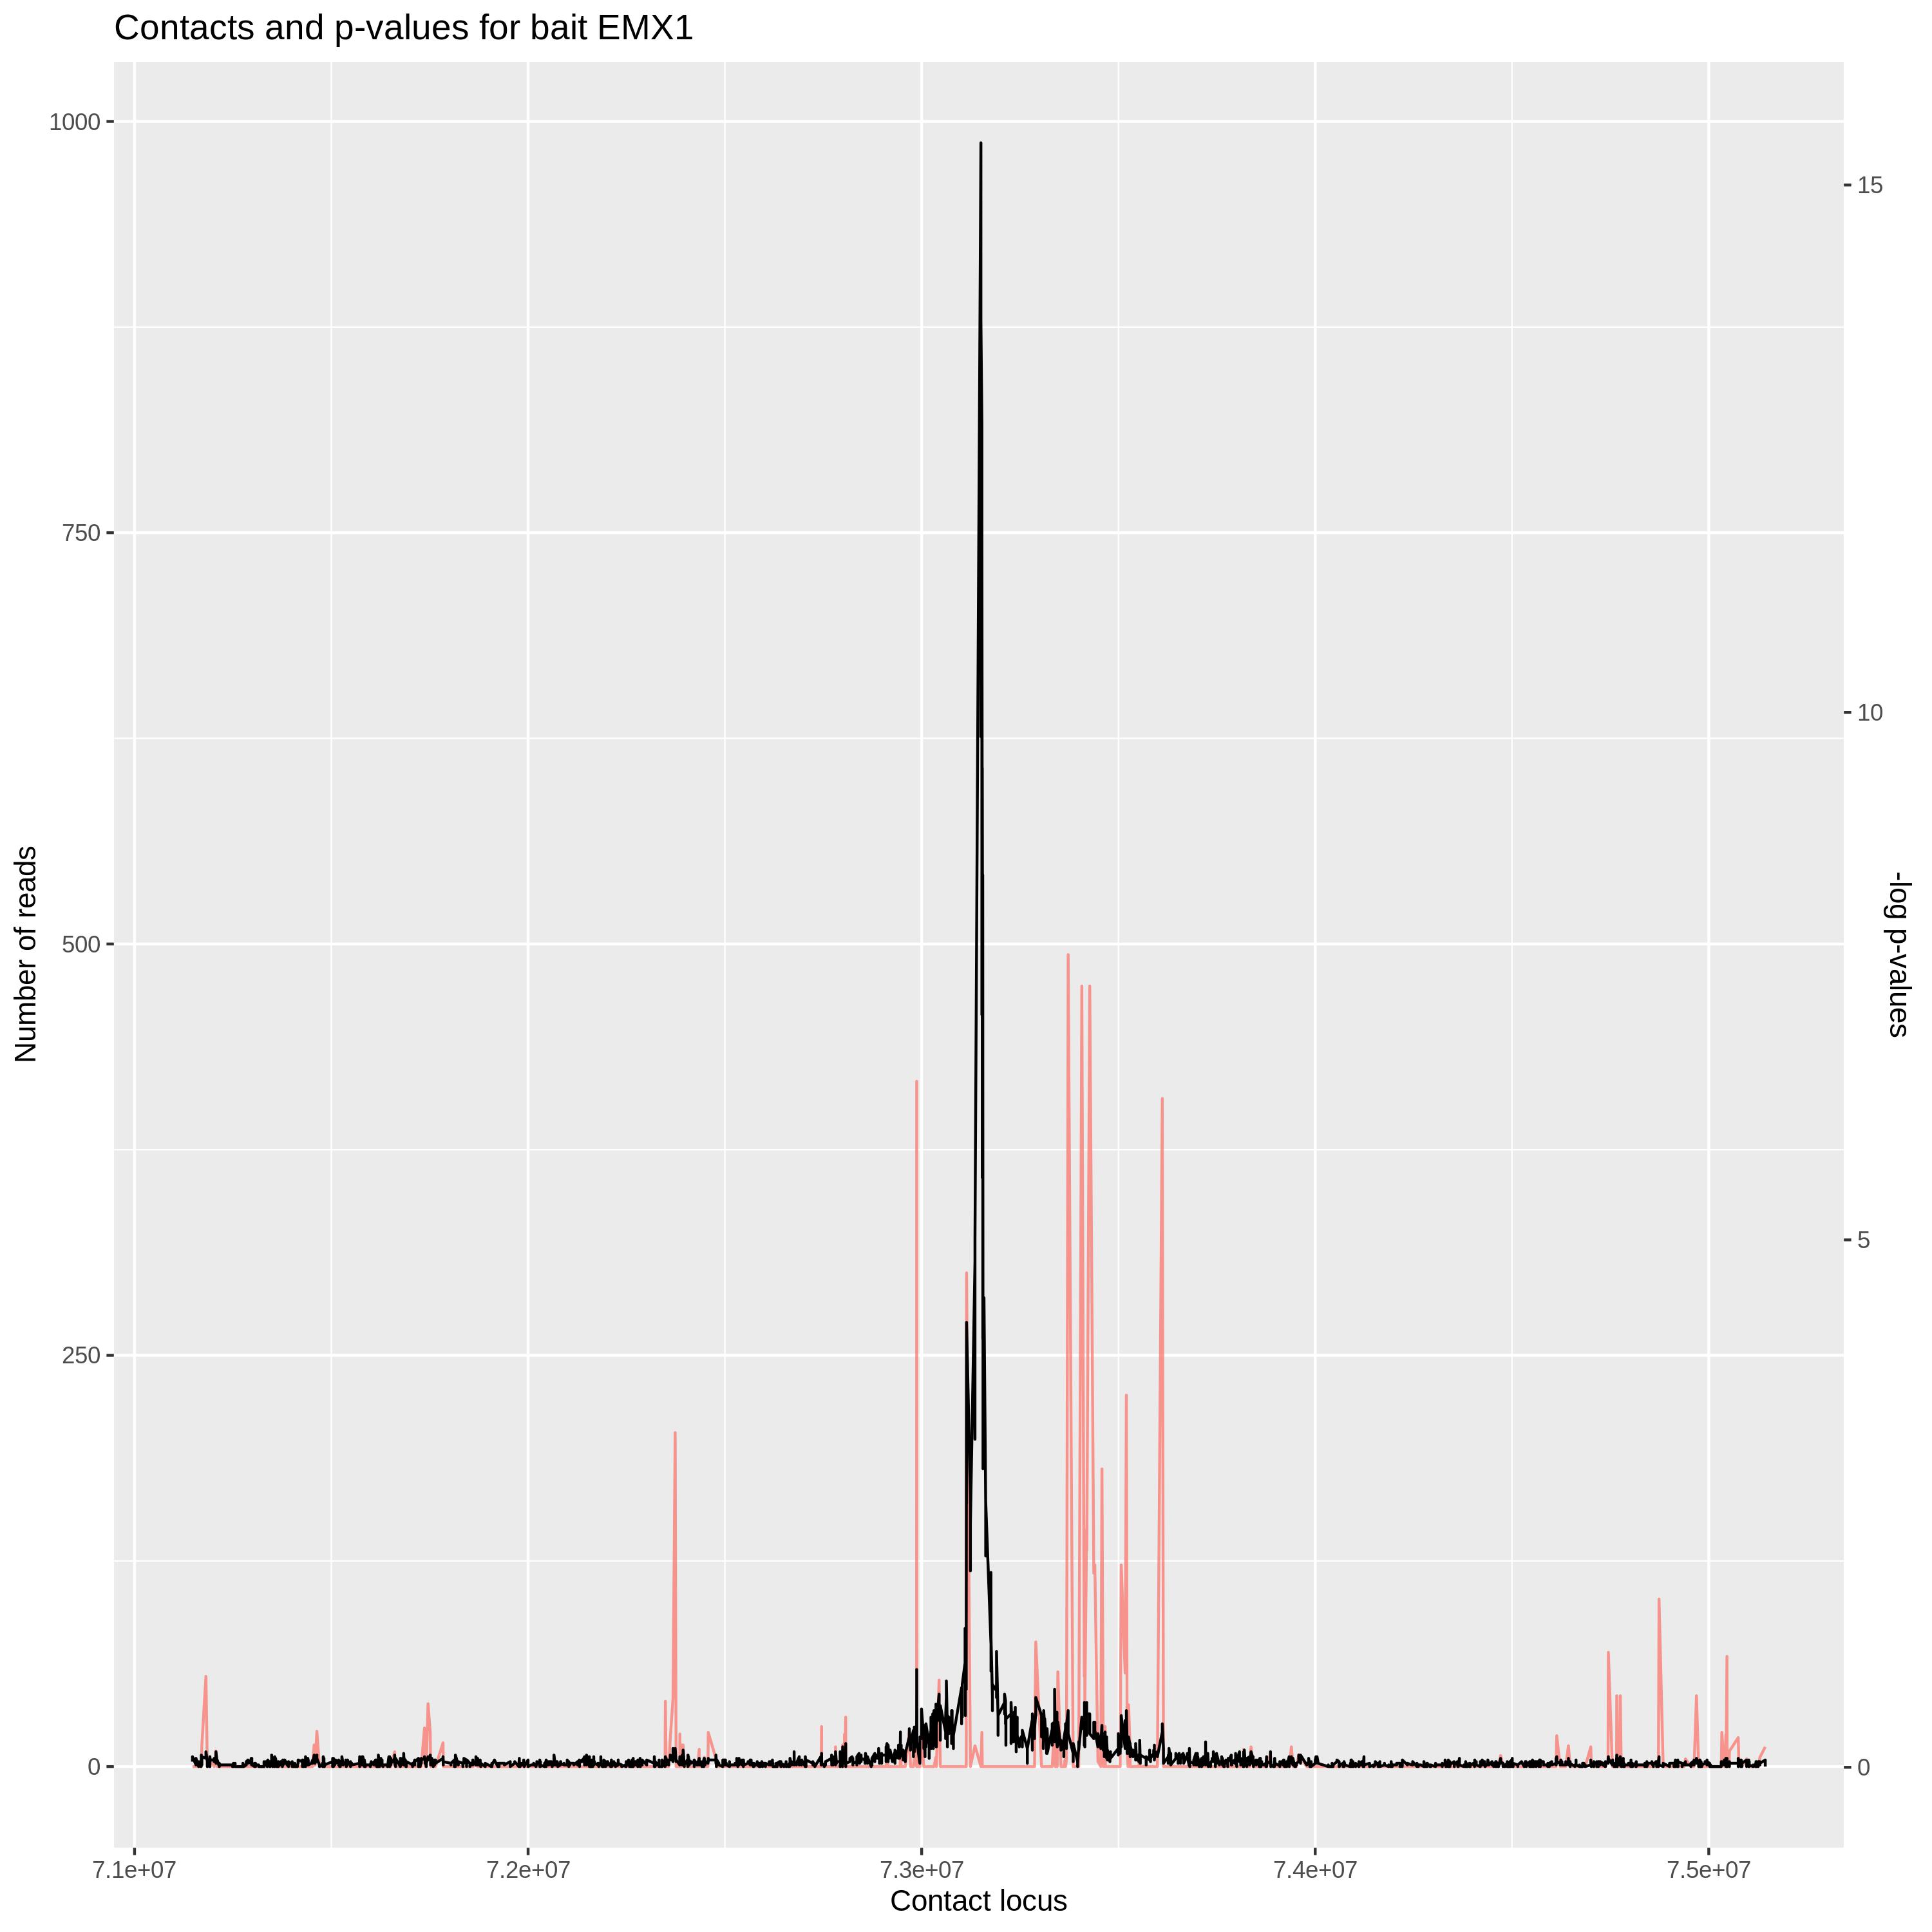 Contacts and p-values for bait EMX1
1000
750
500
250
0
Number of reads
15
10
5
0
-log p-values
7.1e+07
7.2e+07
7.3e+07
7.4e+07
7.5e+07
Contact locus